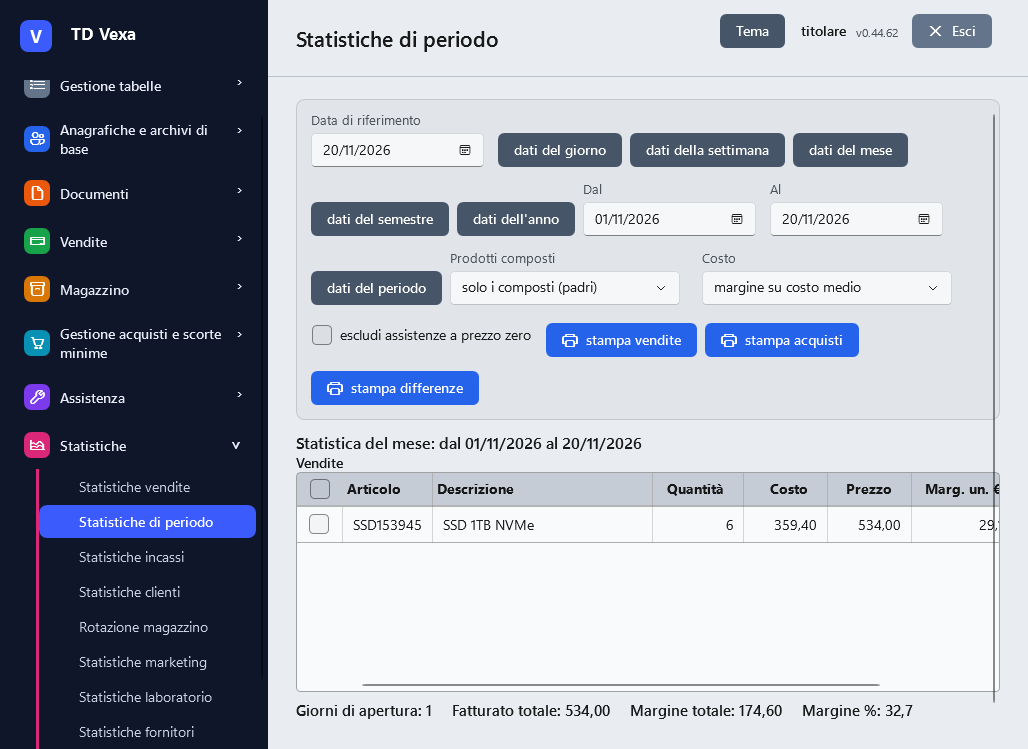 V TD Vexa
Gestione tabelle
Anagrafiche e archivi di
base
Documenti
Vendite
Magazzino
Gestione acquisti e scorte
minime
Assistenza
Statistiche
Statistiche vendite
Statistiche di periodo
Statistiche incassi
Statistiche clienti
Rotazione magazzino
Statistiche marketing
Statistiche laboratorio
Statistiche fornitori
Statistiche di periodo
Tema titolare v0.44.62 Esci
Data di riferimento
20/11/2026 dati del giorno dati della settimana dati del mese
Dal Al
dati del semestre dati dell'anno 01/11/2026 20/11/2026
Prodotti composti Costo
dati del periodo solo i composti (padri) margine su costo medio
escludi assistenze a prezzo zero stampa vendite stampa acquisti
stampa differenze
Statistica del mese: dal 01/11/2026 al 20/11/2026
Vendite
Articolo Descrizione Quantità Costo Prezzo Marg. un. €
SSD153945 SSD 1TB NVMe 6 359,40 534,00 29,
Giorni di apertura: 1 Fatturato totale: 534,00 Margine totale: 174,60 Margine %: 32,7